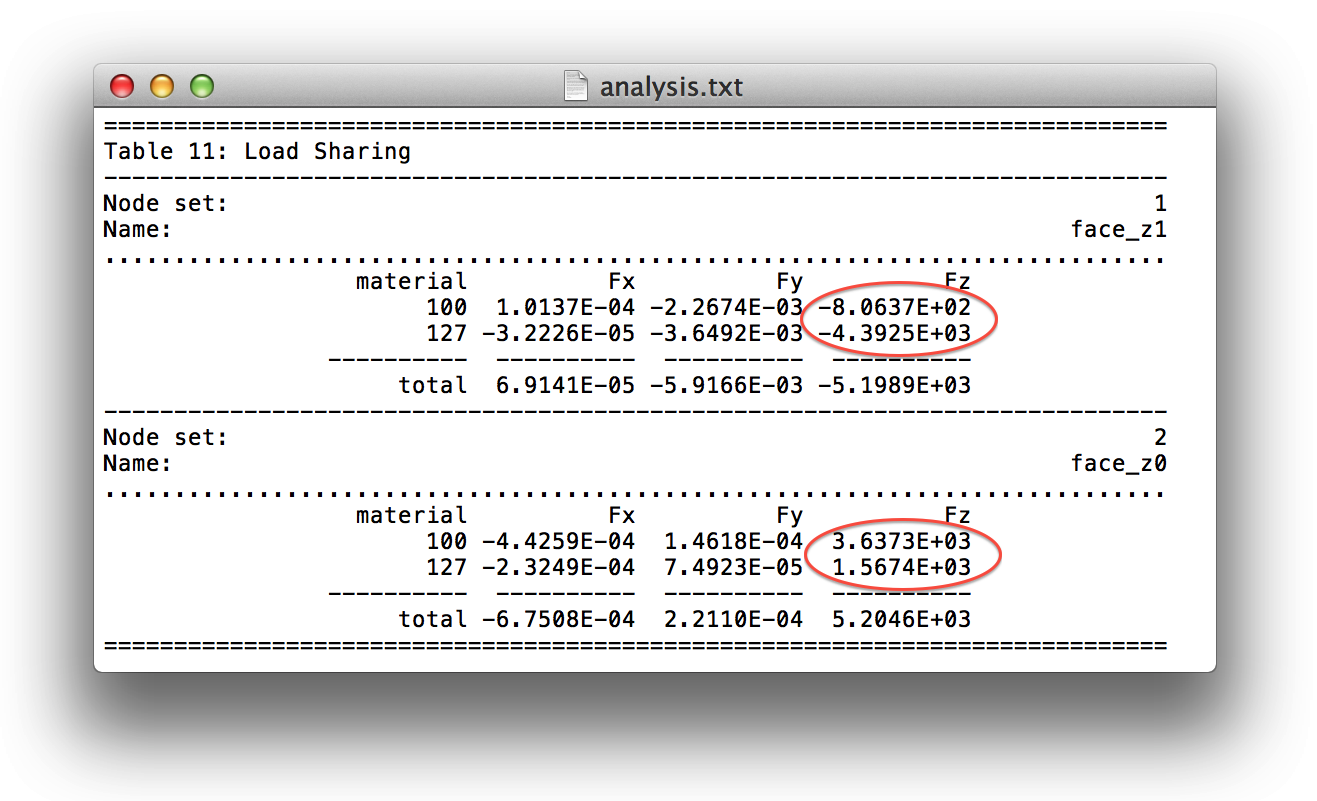 analysis.txt
============================================================================
Table 11: Load Sharing
----------------------------------------------------------------------------
Node set: 1
Name: face_z1
............................................................................
material Fx Fy Fz
100 1.0137E-04 -2.2674E-03 -8.0637E+02
127 -3.2226E-05 -3.6492E-03 -4.3925E+03
---------- ---------- ---------- ----------
total 6.9141E-05 -5.9166E-03 -5.1989E+03
----------------------------------------------------------------------------
Node set: 2
Name: face_z0
............................................................................
material Fx Fy Fz
100 -4.4259E-04 1.4618E-04 3.6373E+03
127 -2.3249E-04 7.4923E-05 1.5674E+03
---------- ---------- ---------- ----------
total -6.7508E-04 2.2110E-04 5.2046E+03
============================================================================